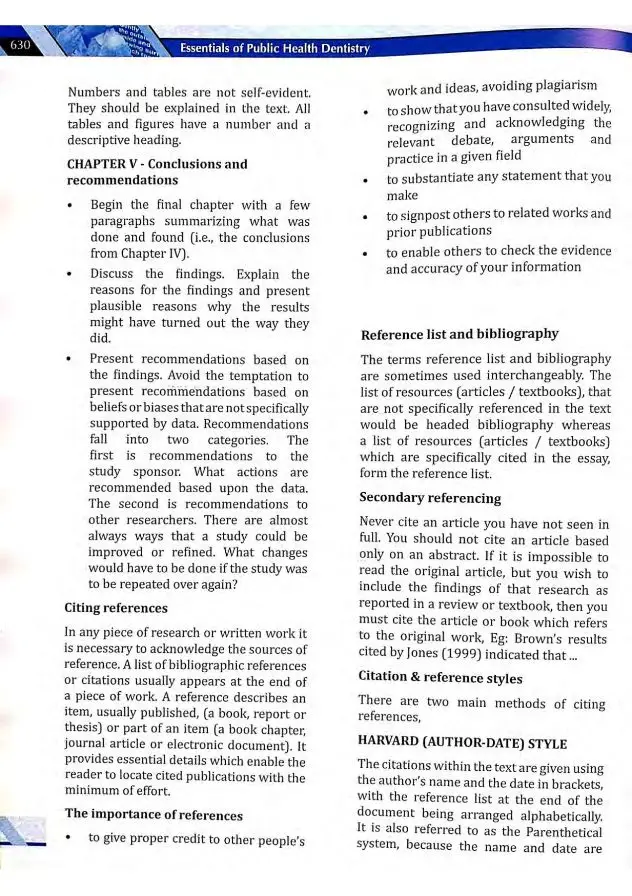 630
Essentials of Public Health Dentistry
Numbers and tables are not self-evident.
They should be explained in the text. All
tables and figures have a number and a
descriptive heading.
CHAPTER V - Conclusions and
recommendations
• Begin the final chapter with a few
paragraphs summarizing what was
done and found (i.e., the conclusions
from Chapter IV).
• Discuss the findings. Explain the
reasons for the findings and present
plausible reasons why the results
might have turned out the way they
did.
• Present recommendations based on
the findings. Avoid the temptation to
present recommendations based on
beliefs or biases that are not specifically
supported by data. Recommendations
fall into two categories. The
first is recommendations to the
study sponsor. What actions are
recommended based upon the data.
The second is recommendations to
other researchers. There are almost
always ways that a study could be
improved or refined. What changes
would have to be done if the study was
to be repeated over again?
Citing references
In any piece of research or written work it
is necessary to acknowledge the sources of
reference. A list of bibliographic references
or citations usually appears at the end of
a piece of work. A reference describes an
item, usually published, (a book, report or
thesis) or part of an item (a book chapter,
journal article or electronic document). It
provides essential details which enable the
reader to locate cited publications with the
minimum of effort.
The importance of references
• to give proper credit to other people's
work and ideas, avoiding plagiarism
• to show that you have consulted widely,
recognizing and acknowledging the
relevant debate, arguments and
practice in a given field
• to substantiate any statement that you
make
• to signpost others to related works and
prior publications
• to enable others to check the evidence
and accuracy of your information
Reference list and bibliography
The terms reference list and bibliography
are sometimes used interchangeably. The
list of resources (articles / textbooks), that
are not specifically referenced in the text
would be headed bibliography whereas
a list of resources (articles / textbooks)
which are specifically cited in the essay,
form the reference list.
Secondary referencing
Never cite an article you have not seen in
full. You should not cite an article based
only on an abstract. If it is impossible to
read the original article, but you wish to
include the findings of that research as
reported in a review or textbook, then you
must cite the article or book which refers
to the original work, Eg: Brown's results
cited by Jones (1999) indicated that ...
Citation & reference styles
There are two main methods of citing
references,
HARVARD (AUTHOR-DATE) STYLE
The citations within the text are given using
the author's name and the date in brackets,
with the reference list at the end of the
document being arranged alphabetically.
It is also referred to as the Parenthetical
system, because the name and date are